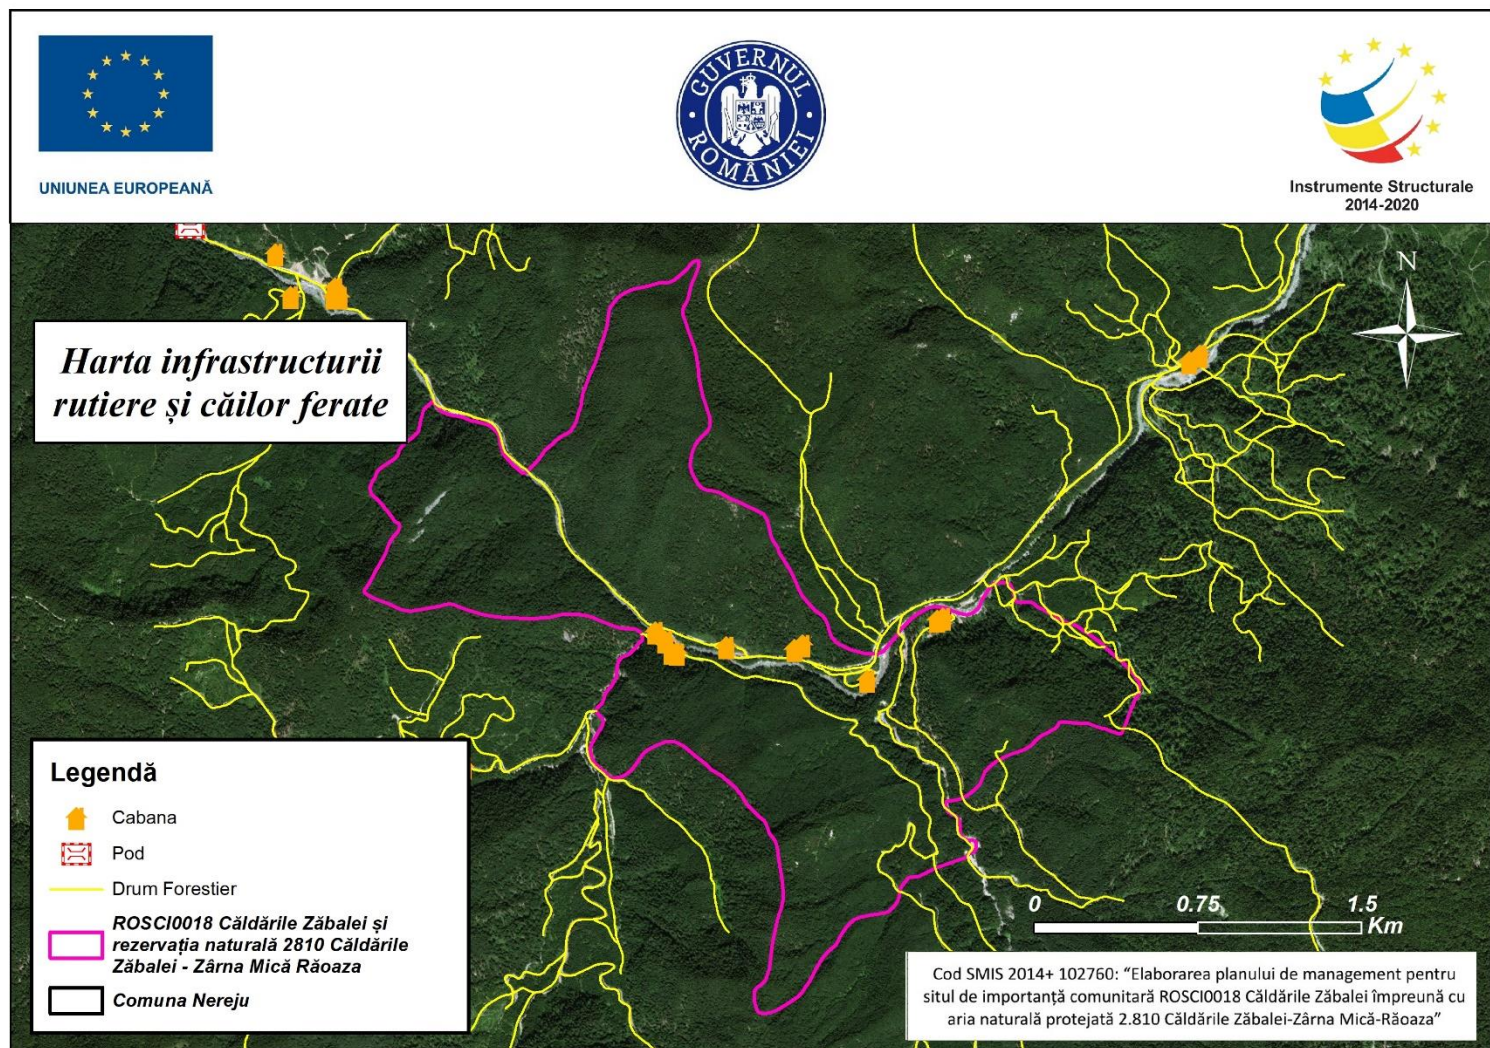 UNIUNEA EUROPEANĂ
GUVERNUL ROMÂNIEI
Instrumente Structurale
2014-2020
Harta infrastructurii
rutiere și căilor ferate
N
Legendă
Cabana
Pod
Drum Forestier
ROSCI0018 Căldările Zăbalei și
rezervația naturală 2810 Căldările
Zăbalei - Zârna Mică Răoaza
Comuna Nereju
0 0.75 1.5
Km
Cod SMIS 2014+ 102760: “Elaborarea planului de management pentru
situl de importanță comunitară ROSCI0018 Căldările Zăbalei împreună cu
aria naturală protejată 2.810 Căldările Zăbalei-Zârna Mică-Răoaza”